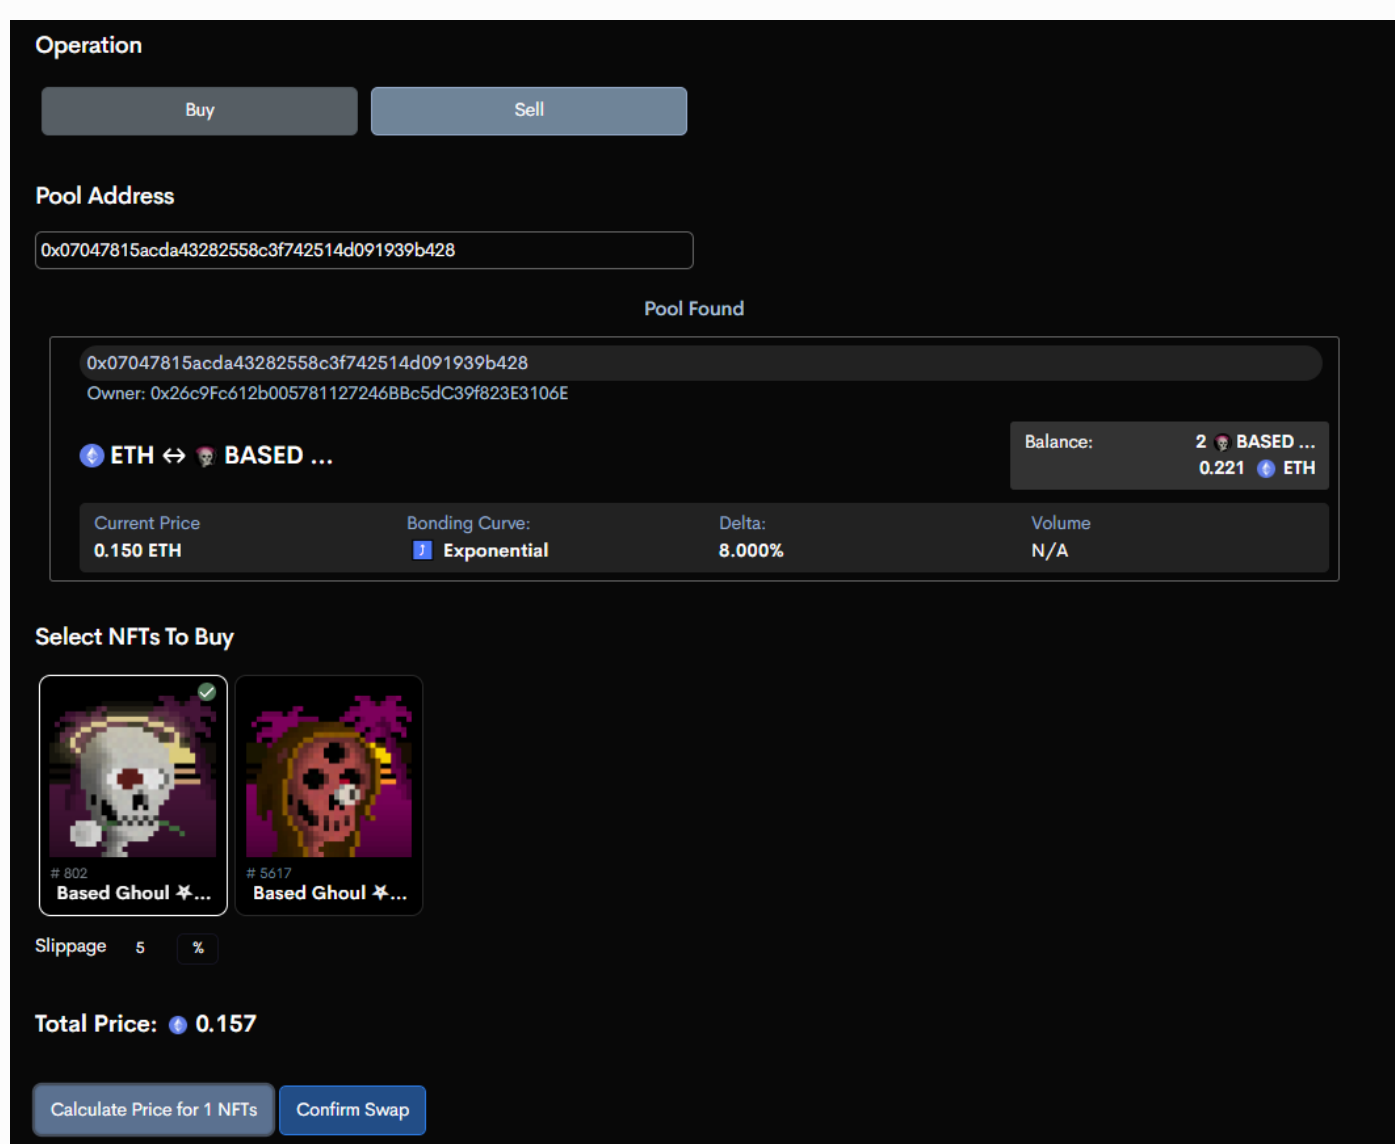 Operation
Buy Sell
Pool Address
0x07047815acda43282558c3f742514d091939b428
Pool Found
0x07047815acda43282558c3f742514d091939b428
Owner: 0x26c9Fc612b005781127246BBc5dC39f823E3106E
ETH ↔ BASED ...
Balance: 2 BASED ...
0.221 ETH
Current Price Bonding Curve: Delta: Volume
0.150 ETH Exponential 8.000% N/A
Select NFTs To Buy
# 802 # 5617
Based Ghoul ⛧... Based Ghoul ⛧...
Slippage 5 %
Total Price: 0.157
Calculate Price for 1 NFTs Confirm Swap